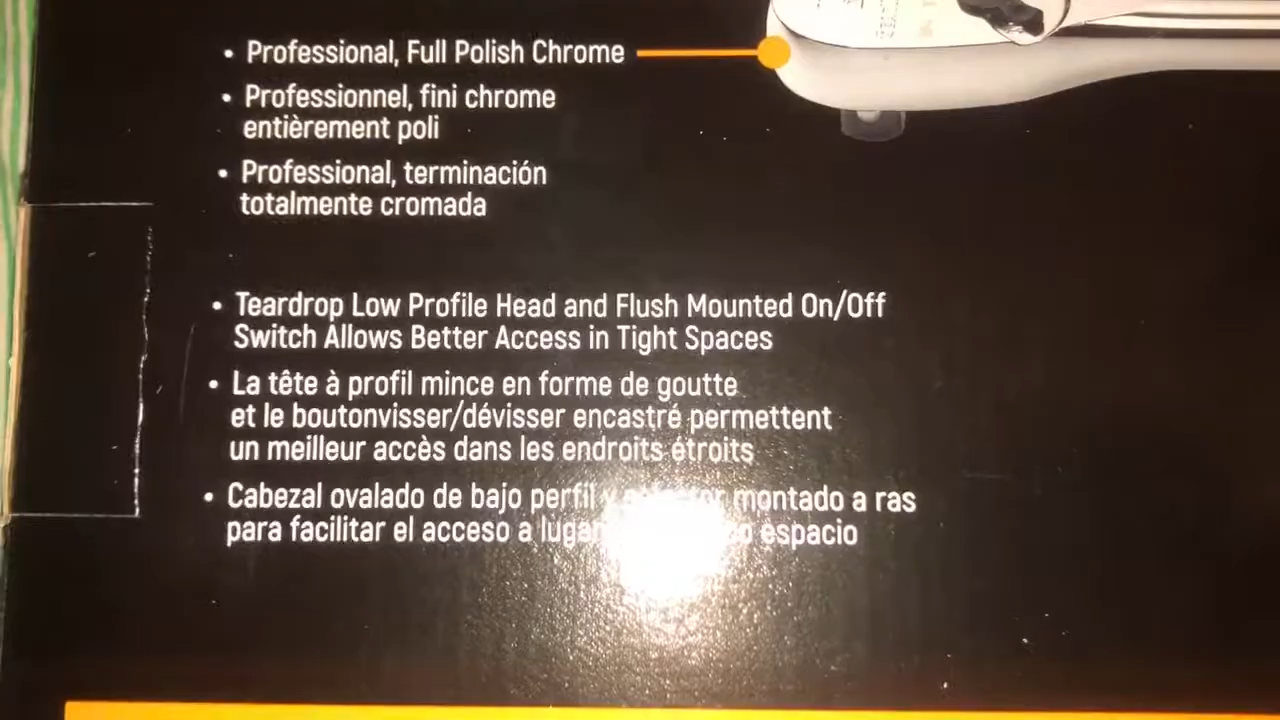 • Professional, Full Polish Chrome
• Professionnel, fini chrome
entièrement poli
• Professional, terminación
totalmente cromada
• Teardrop Low Profile Head and Flush Mounted On/Off
Switch Allows Better Access in Tight Spaces
• La tête à profil mince en forme de goutte
et le boutonvisser/dévisser encastré permettent
un meilleur accès dans les endroits étroits
• Cabezal ovalado de bajo perfil y montado a ras
para facilitar el acceso a espacio